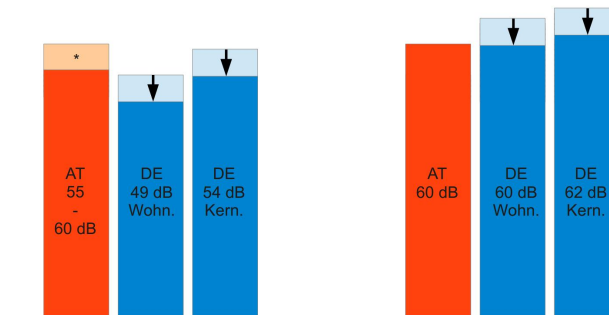 *
AT
55
-
60 dB
DE
49 dB
Wohn.
DE
54 dB
Kern.
AT
60 dB
DE
60 dB
Wohn.
DE
62 dB
Kern.